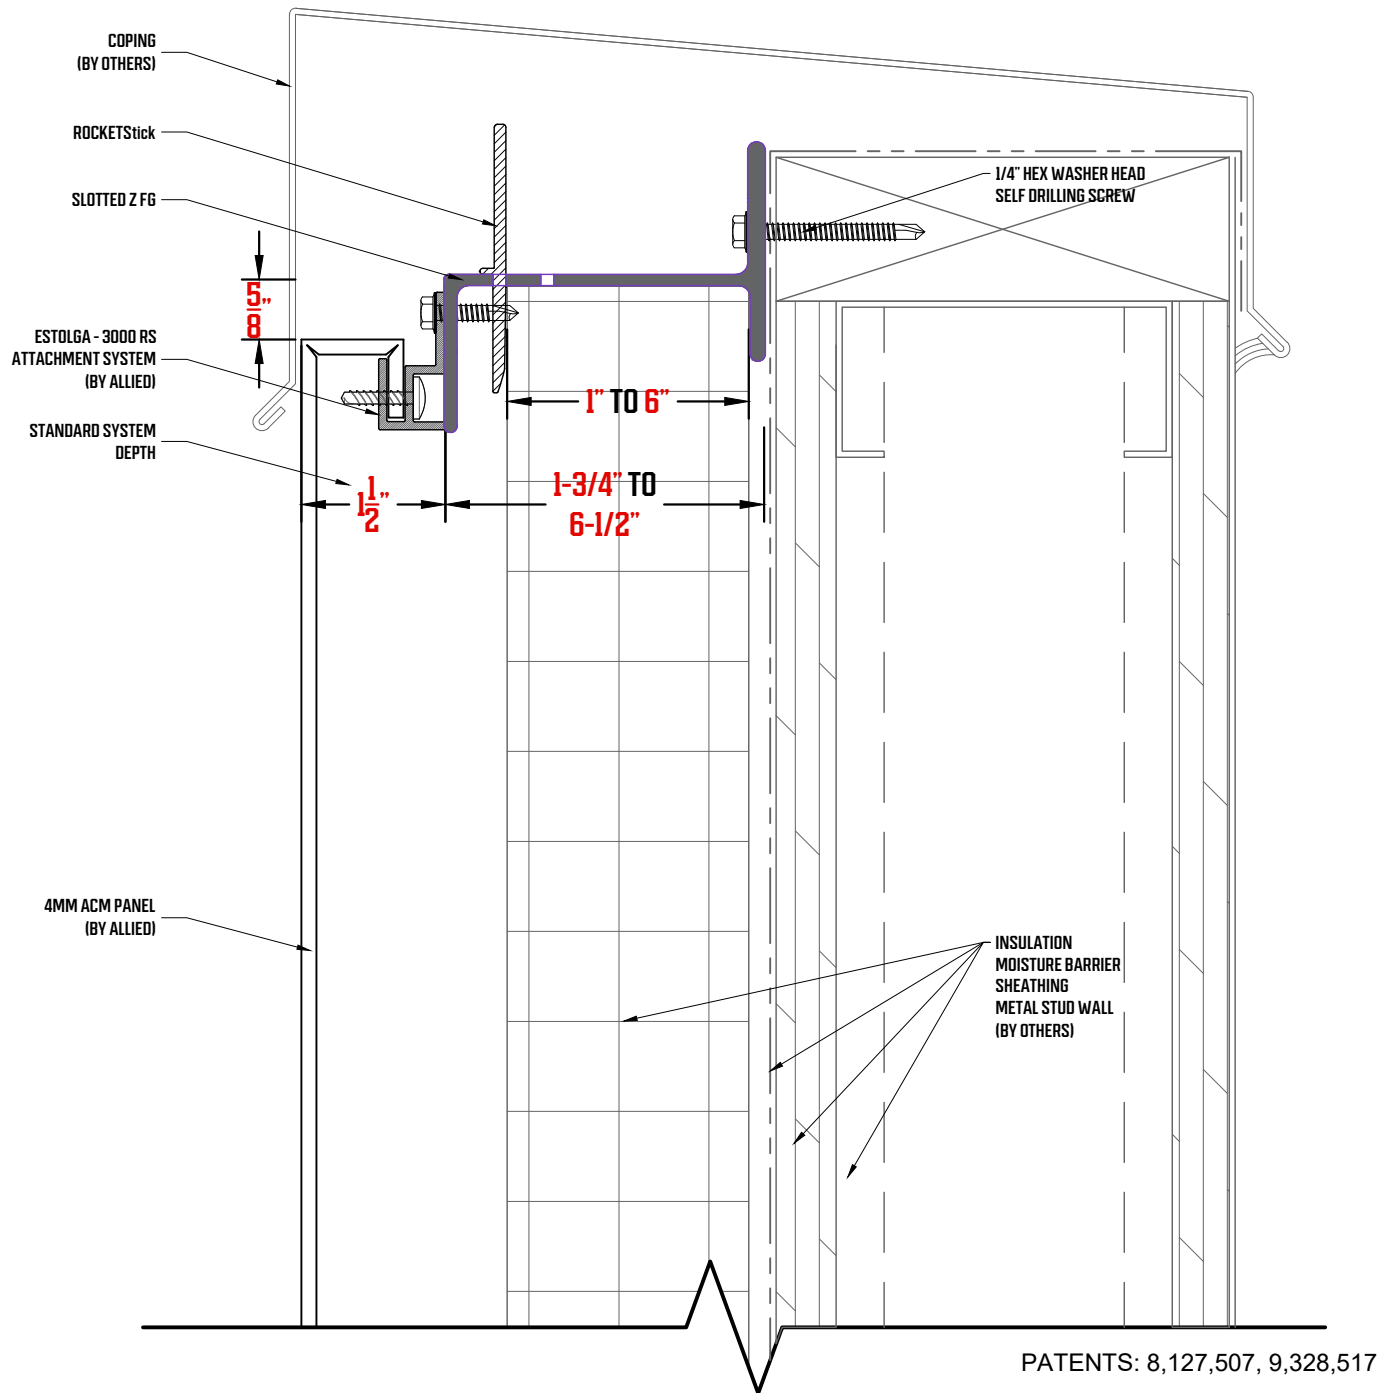 COPING
(BY OTHERS)
ROCKETStick
SLOTTED Z FG
1/4" HEX WASHER HEAD
SELF DRILLING SCREW
5/8"
ESTOLGA - 3000 RS
ATTACHMENT SYSTEM
(BY ALLIED)
1" TO 6"
STANDARD SYSTEM
DEPTH
1 1/2"
1-3/4" TO
6-1/2"
4MM ACM PANEL
(BY ALLIED)
INSULATION
MOISTURE BARRIER
SHEATHING
METAL STUD WALL
(BY OTHERS)
PATENTS: 8,127,507, 9,328,517